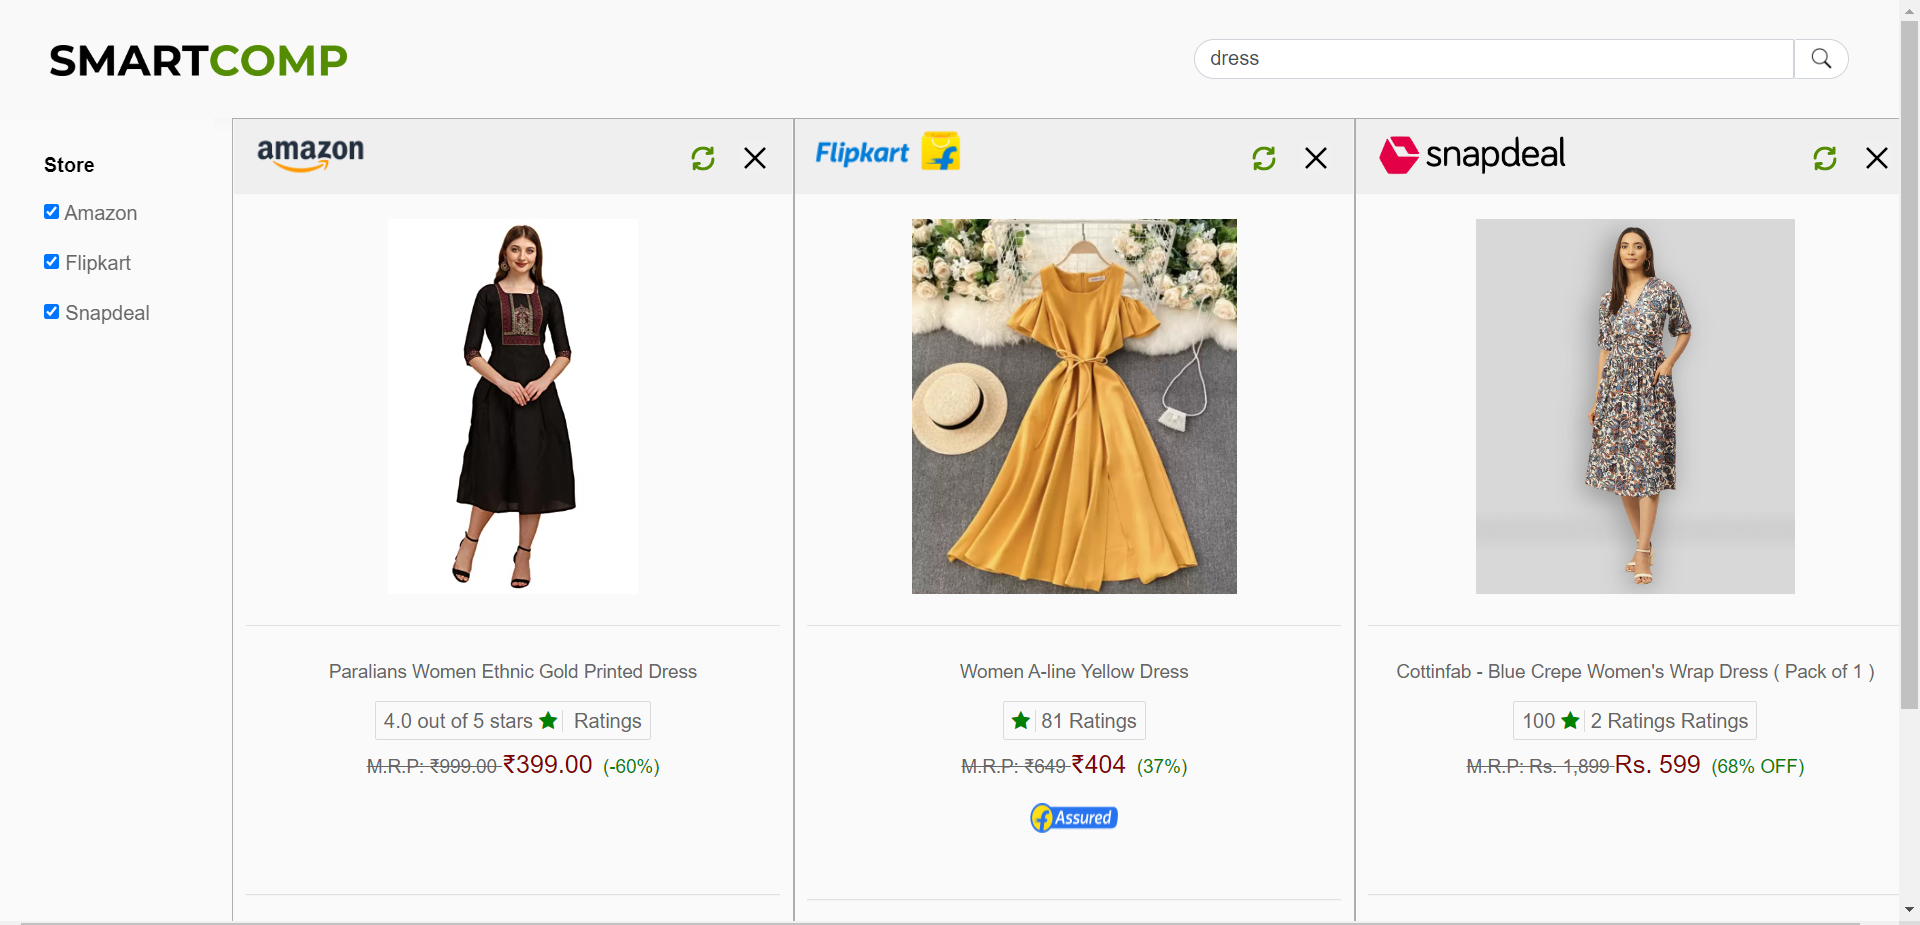 SMARTCOMP
dress
Store
Amazon
Flipkart
Snapdeal
amazon
Paralians Women Ethnic Gold Printed Dress
4.0 out of 5 stars ★ Ratings
M.R.P: ₹999.00 ₹399.00 (-60%)
Flipkart
Women A-line Yellow Dress
★ 81 Ratings
M.R.P: ₹649 ₹404 (37%)
Assured
snapdeal
Cottinfab - Blue Crepe Women's Wrap Dress ( Pack of 1 )
100 ★ 2 Ratings Ratings
M.R.P: Rs. 1,899 Rs. 599 (68% OFF)